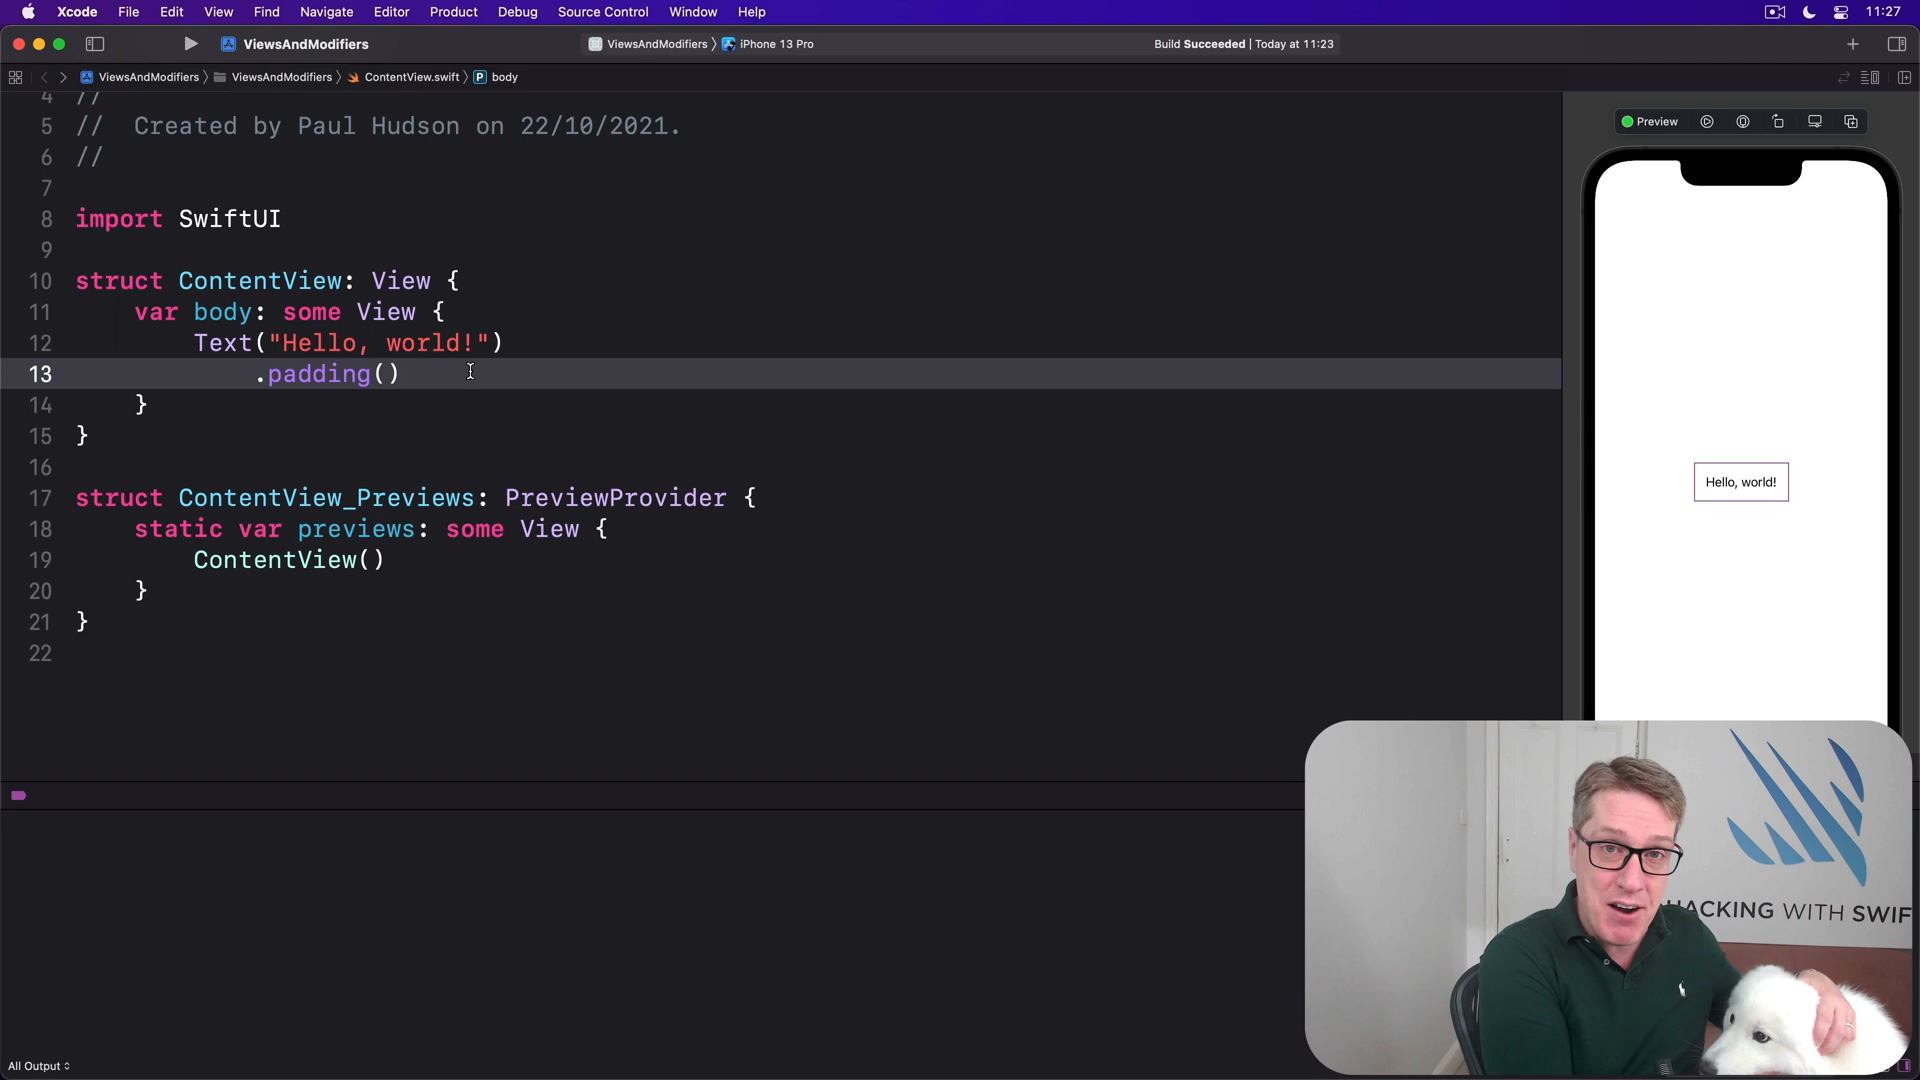 Xcode File Edit View Find Navigate Editor Product Debug Source Control Window Help 11:27
ViewsAndModifiers ViewsAndModifiers iPhone 13 Pro Build Succeeded | Today at 11:23
ViewsAndModifiers ViewsAndModifiers ContentView.swift P body
4 //
5 // Created by Paul Hudson on 22/10/2021.
6 //
7
8 import SwiftUI
9
10 struct ContentView: View {
11 var body: some View {
12 Text("Hello, world!")
13 .padding()
14 }
15 }
16
17 struct ContentView_Previews: PreviewProvider {
18 static var previews: some View {
19 ContentView()
20 }
21 }
22
Preview
Hello, world!
HACKING WITH SWIF
All Output